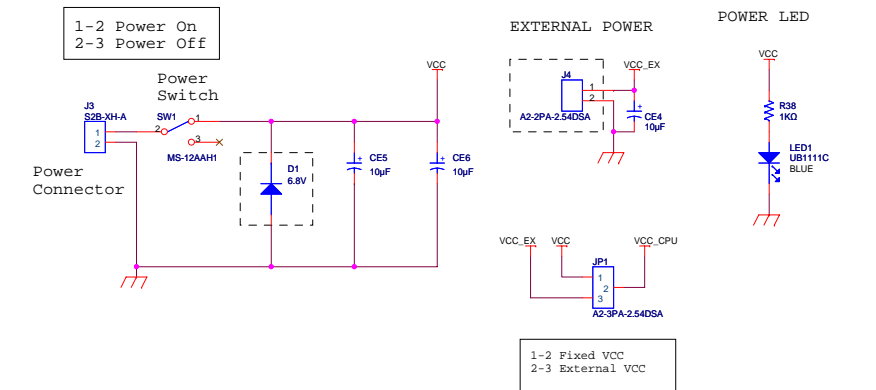 1-2 Power On
2-3 Power Off
EXTERNAL POWER
POWER LED
J3
S2B-XH-A
1
2
Power
Connector
Power
Switch
SW1
2
1
3
MS-12AAH1
VCC
D1
6.8V
CE5
10µF
+
CE6
10µF
+
J4
1
2
A2-2PA-2.54DSA
VCC_EX
CE4
10µF
+
VCC
R38
1KΩ
LED1
UB1111C
BLUE
VCC_EX
VCC
VCC_CPU
JP1
1
2
3
A2-3PA-2.54DSA
1-2 Fixed VCC
2-3 External VCC